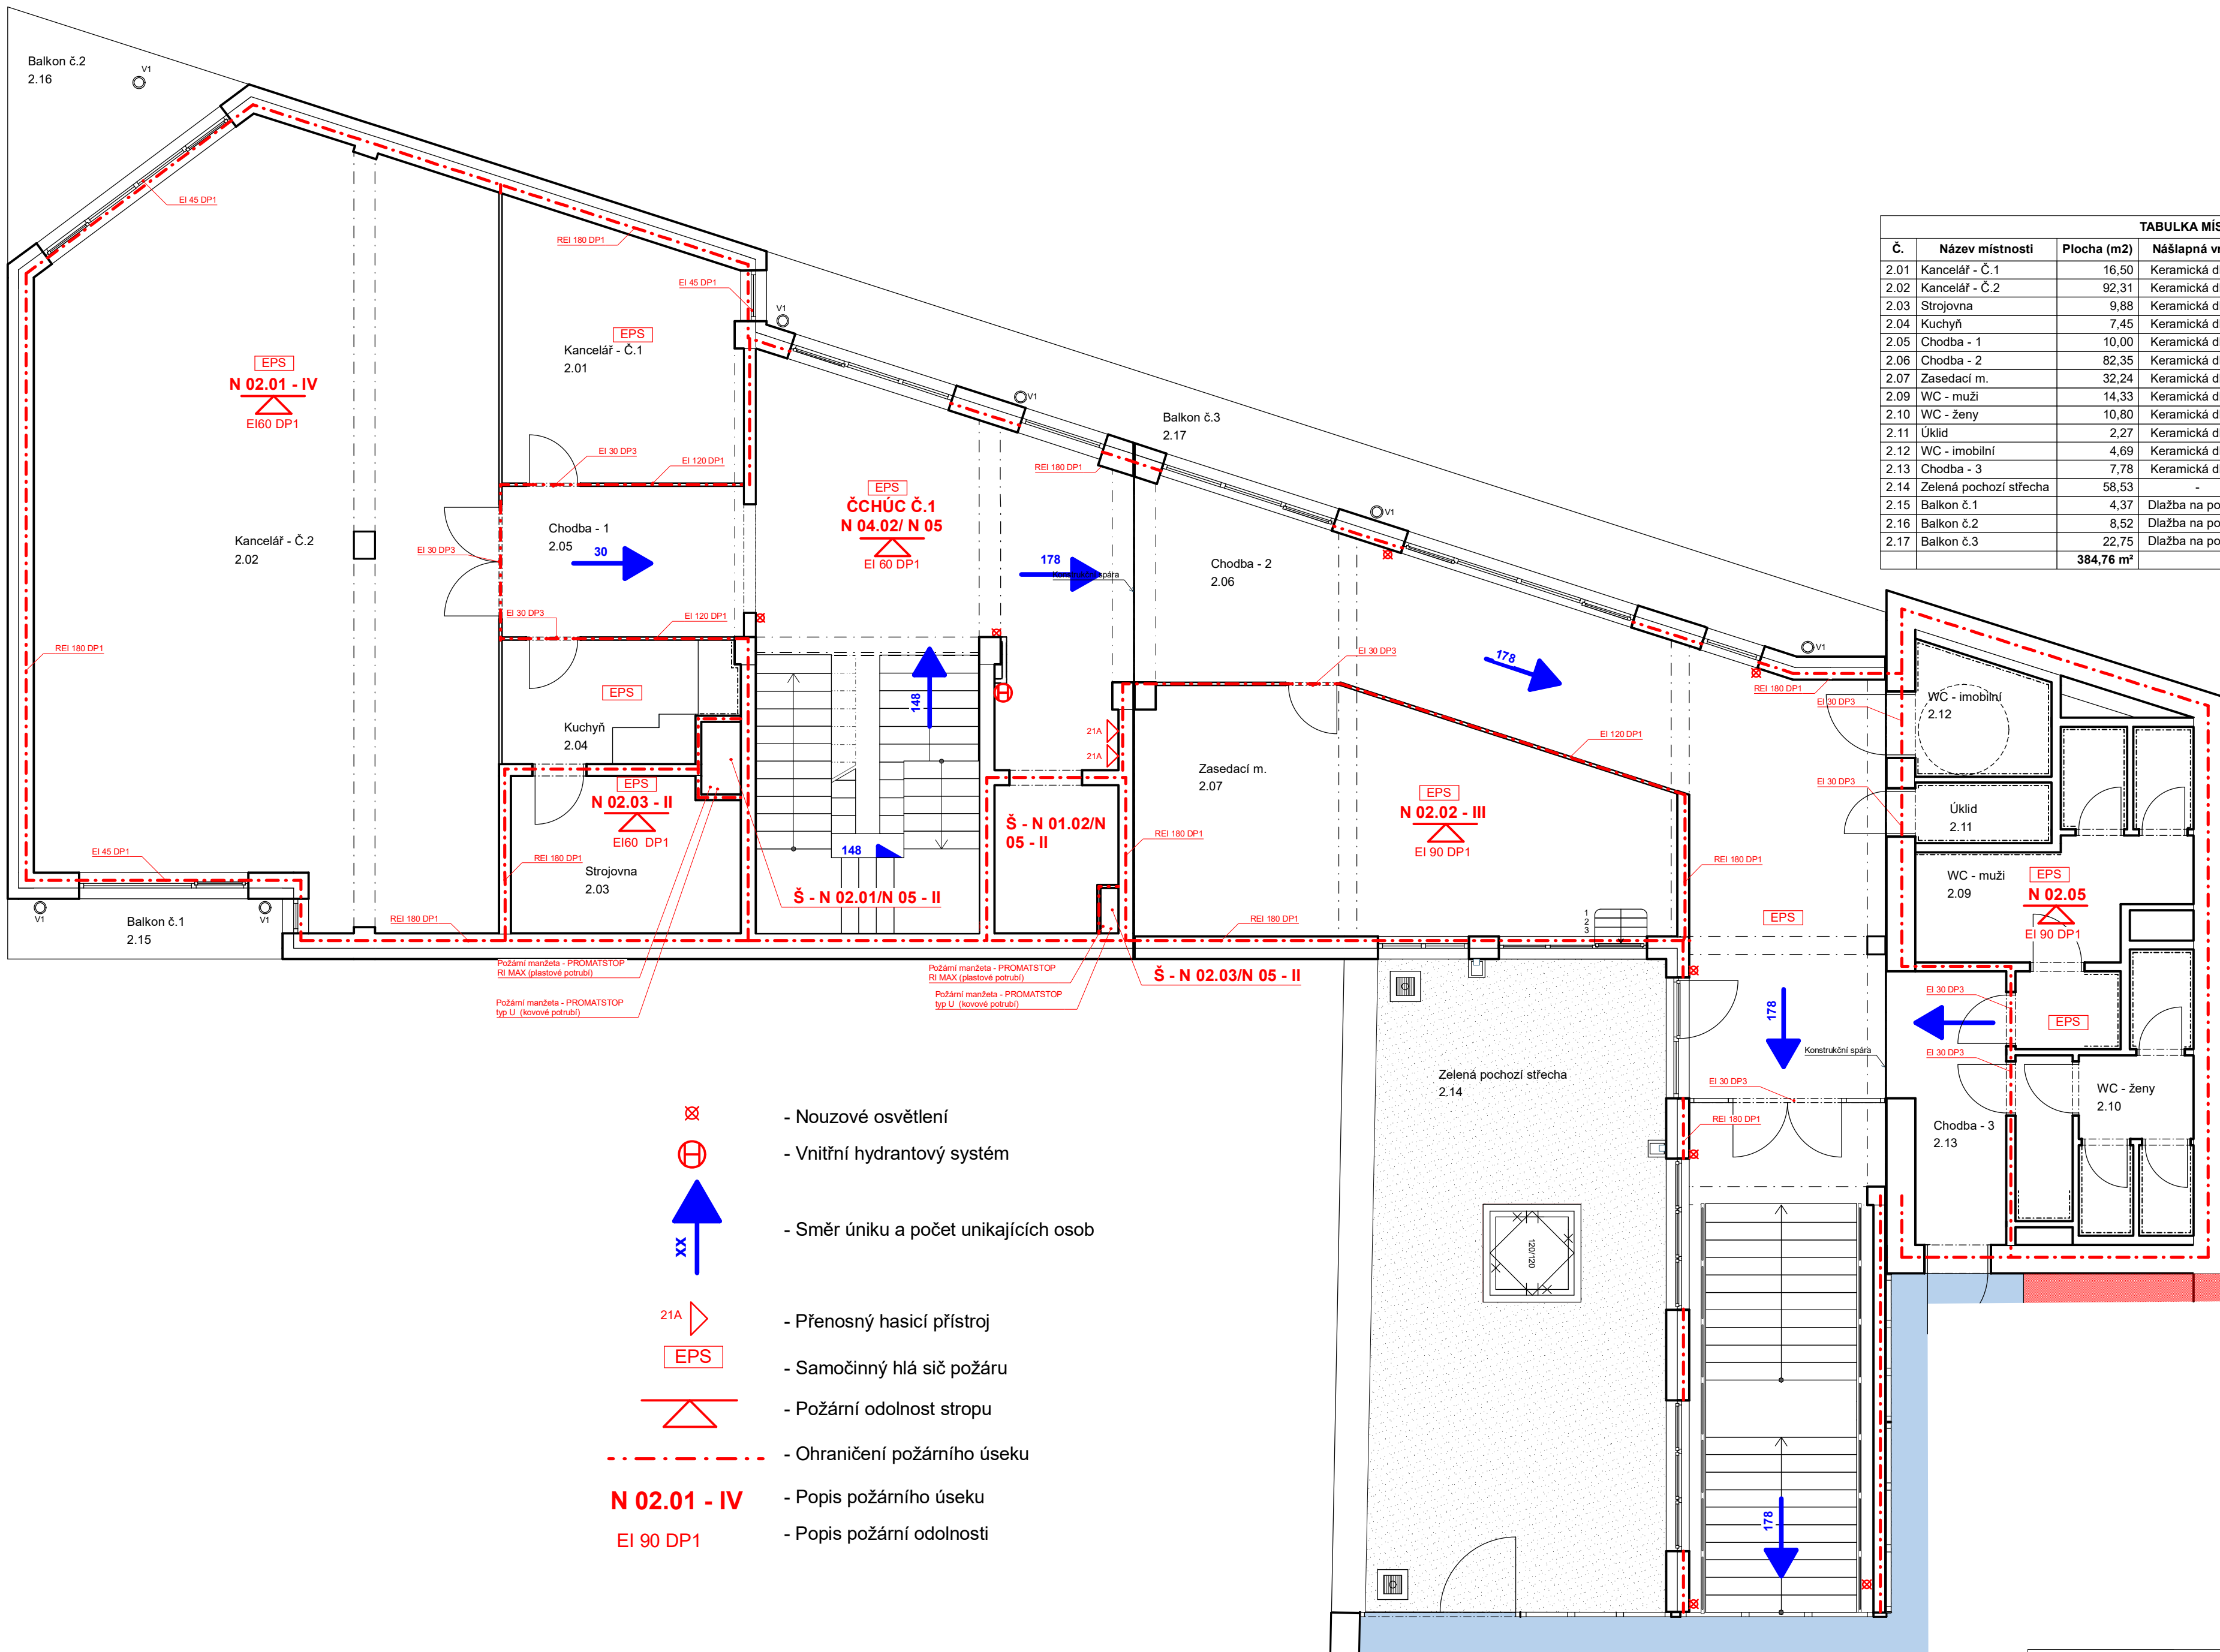 Balkon č.2
2.16
V1
EI 45 DP1
REI 180 DP1
EI 45 DP1
V1
EPS
Kancelář - Č.1
2.01
EPS
N 02.01 - IV
EI60 DP1
V1
Balkon č.3
2.17
EI 30 DP3
EI 120 DP1
REI 180 DP1
EPS
ČCHÚC Č.1
N 04.02/ N 05
EI 60 DP1
Kancelář - Č.2
2.02
Chodba - 1
2.05
30
EI 30 DP3
178
Konstrukční spára
Chodba - 2
2.06
V1
EI 30 DP3
EI 120 DP1
REI 180 DP1
EPS
Kuchyň
2.04
148
EI 30 DP3
178
V1
REI 180 DP1
EI 30 DP3
WC - imobilní
2.12
21A
21A
EI 120 DP1
Zasedací m.
2.07
EPS
N 02.03 - II
EI60 DP1
REI 180 DP1
Strojovna
2.03
148
Š - N 01.02/N
05 - II
REI 180 DP1
EPS
N 02.02 - III
EI 90 DP1
EI 30 DP3
Úklid
2.11
REI 180 DP1
WC - muži
2.09
EPS
N 02.05
EI 90 DP1
EI 45 DP1
V1
V1
Balkon č.1
2.15
REI 180 DP1
Š - N 02.01/N 05 - II
REI 180 DP1
1
2
3
EPS
Požární manžeta - PROMATSTOP
RI MAX (plastové potrubí)
Požární manžeta - PROMATSTOP
typ U (kovové potrubí)
Požární manžeta - PROMATSTOP
RI MAX (plastové potrubí)
Požární manžeta - PROMATSTOP
typ U (kovové potrubí)
Š - N 02.03/N 05 - II
178
EI 30 DP3
EPS
Konstrukční spára
EI 30 DP3
Zelená pochozí střecha
2.14
EI 30 DP3
REI 180 DP1
WC - ženy
2.10
Chodba - 3
2.13
120/120
178
TABULKA MÍS
Č. Název místnosti Plocha (m2) Nášlapná vr
2.01 Kancelář - Č.1 16,50 Keramická d
2.02 Kancelář - Č.2 92,31 Keramická d
2.03 Strojovna 9,88 Keramická d
2.04 Kuchyň 7,45 Keramická d
2.05 Chodba - 1 10,00 Keramická d
2.06 Chodba - 2 82,35 Keramická d
2.07 Zasedací m. 32,24 Keramická d
2.09 WC - muži 14,33 Keramická d
2.10 WC - ženy 10,80 Keramická d
2.11 Úklid 2,27 Keramická d
2.12 WC - imobilní 4,69 Keramická d
2.13 Chodba - 3 7,78 Keramická d
2.14 Zelená pochozí střecha 58,53 -
2.15 Balkon č.1 4,37 Dlažba na po
2.16 Balkon č.2 8,52 Dlažba na po
2.17 Balkon č.3 22,75 Dlažba na po
384,76 m²
- Nouzové osvětlení
- Vnitřní hydrantový systém
XX - Směr úniku a počet unikajících osob
21A - Přenosný hasicí přístroj
EPS - Samočinný hlá sič požáru
- Požární odolnost stropu
- Ohraničení požárního úseku
N 02.01 - IV - Popis požárního úseku
EI 90 DP1 - Popis požární odolnosti